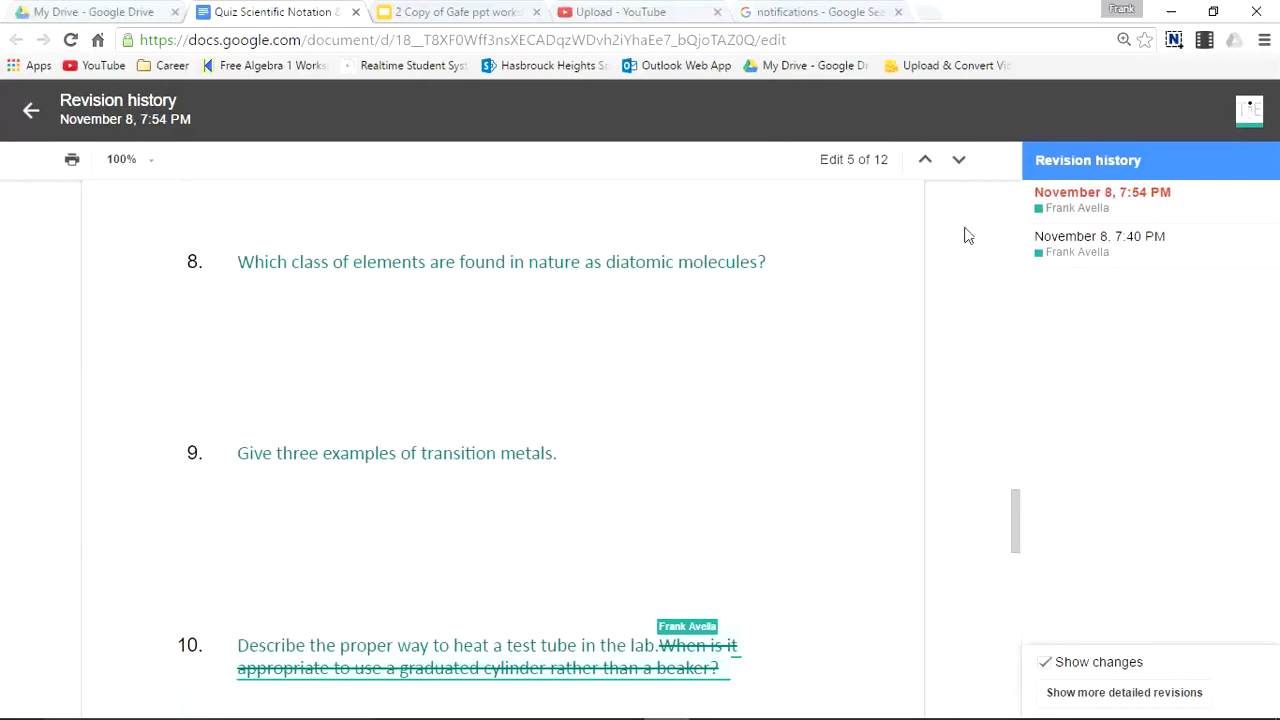 My Drive - Google Drive
Quiz Scientific Notation &
2 Copy of Gafe ppt works
Upload - YouTube
notifications - Google Sea
Frank
https://docs.google.com/document/d/18__T8XF0Wff3nsXECADqzWDvh2iYhaEe7_bQjoTAZ0Q/edit
Apps
YouTube
Career
Free Algebra 1 Works
Realtime Student Syst
Hasbrouck Heights Sc
Outlook Web App
My Drive - Google Dr
Upload & Convert Vid
Revision history
November 8, 7:54 PM
100%
Edit 5 of 12
Revision history
November 8, 7:54 PM
Frank Avella
November 8, 7:40 PM
Frank Avella
8. Which class of elements are found in nature as diatomic molecules?
9. Give three examples of transition metals.
Frank Avella
10. Describe the proper way to heat a test tube in the lab.When is it
appropriate to use a graduated cylinder rather than a beaker?
Show changes
Show more detailed revisions